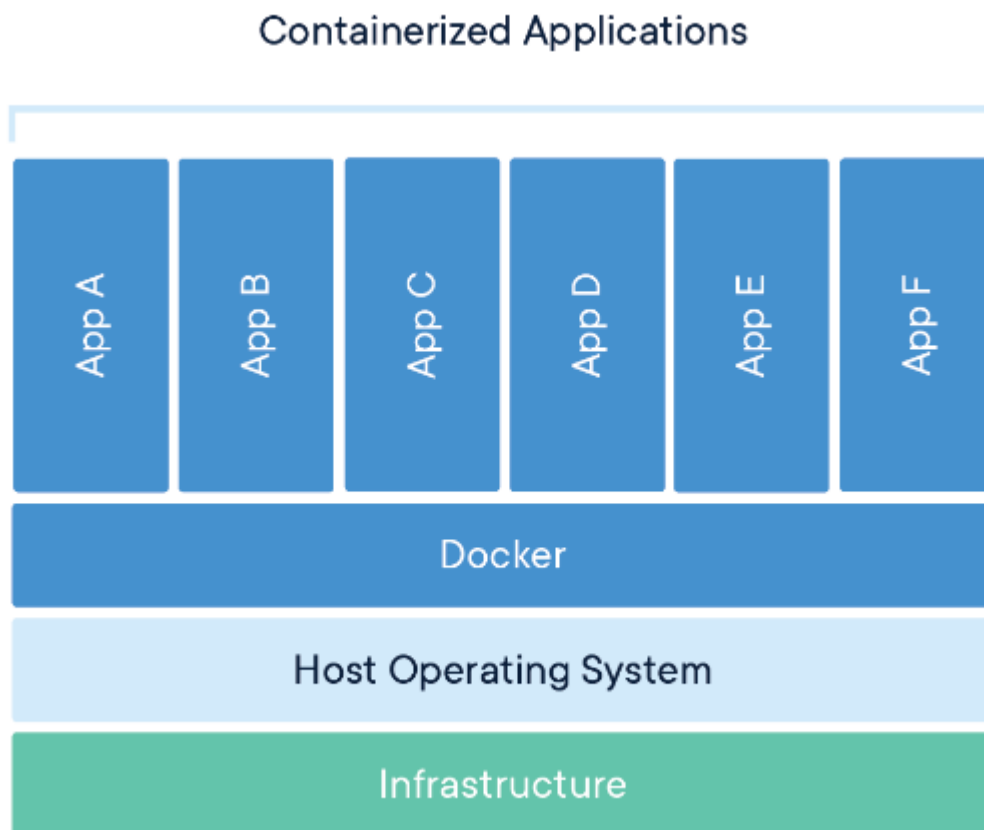 Containerized Applications
App A
App B
App C
App D
App E
App F
Docker
Host Operating System
Infrastructure